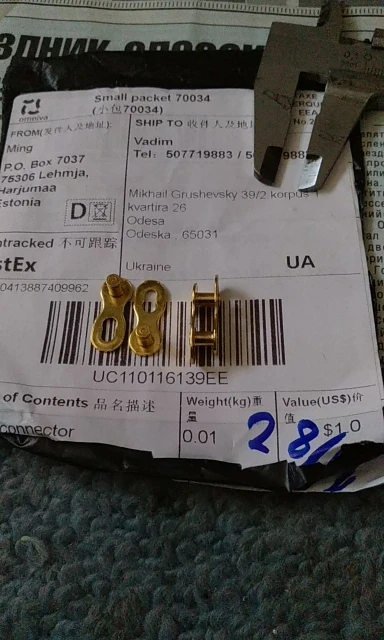 Small packet 70034
(小包70034)
omniva
FROM(发件人及地址):
Ming
P.O. Box 7037
75306 Lehmja,
Harjumaa
Estonia
SHIP TO 收件人及地
Vadim
Tel: 507719883 / 50
Mikhail Grushevsky 39/2 korpus 1
kvartira 26
Odesa
Odeska , 65031
Ukraine
UA
D
ntracked 不可跟踪
stEx
0413887409962
UC110116139EE
of Contents 品名描述
connector
Weight(kg)重量
0.01
Value(US$)价值
$1.0
28